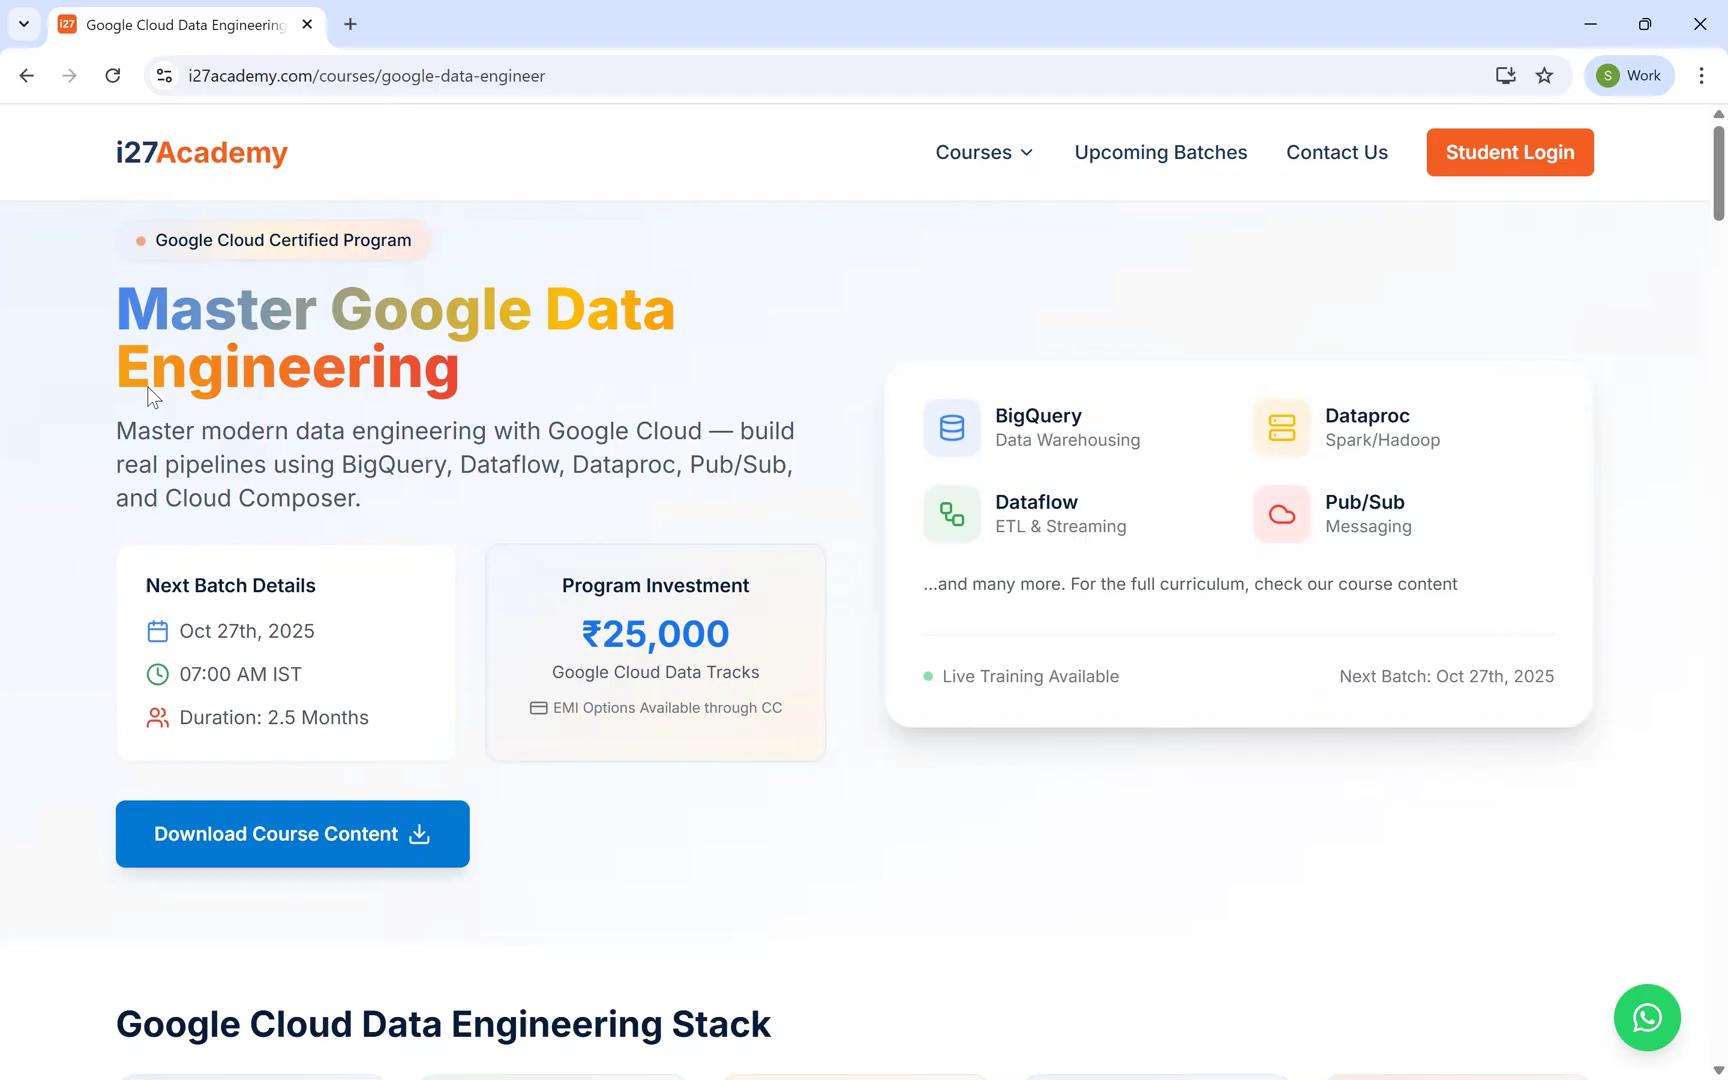 i27 Google Cloud Data Engineering
i27academy.com/courses/google-data-engineer
S Work
i27Academy
Courses
Upcoming Batches
Contact Us
Student Login
Google Cloud Certified Program
Master Google Data
Engineering
Master modern data engineering with Google Cloud — build
real pipelines using BigQuery, Dataflow, Dataproc, Pub/Sub,
and Cloud Composer.
Next Batch Details
Oct 27th, 2025
07:00 AM IST
Duration: 2.5 Months
Program Investment
₹25,000
Google Cloud Data Tracks
EMI Options Available through CC
Download Course Content
BigQuery
Data Warehousing
Dataproc
Spark/Hadoop
Dataflow
ETL & Streaming
Pub/Sub
Messaging
...and many more. For the full curriculum, check our course content
Live Training Available
Next Batch: Oct 27th, 2025
Google Cloud Data Engineering Stack